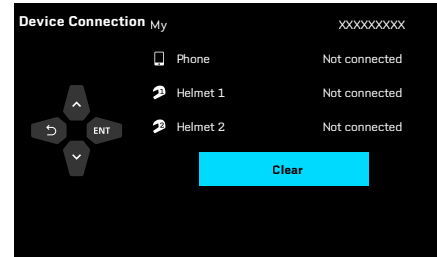 Device Connection My XXXXXXXXX
Phone Not connected
Helmet 1 Not connected
ENT
Helmet 2 Not connected
Clear